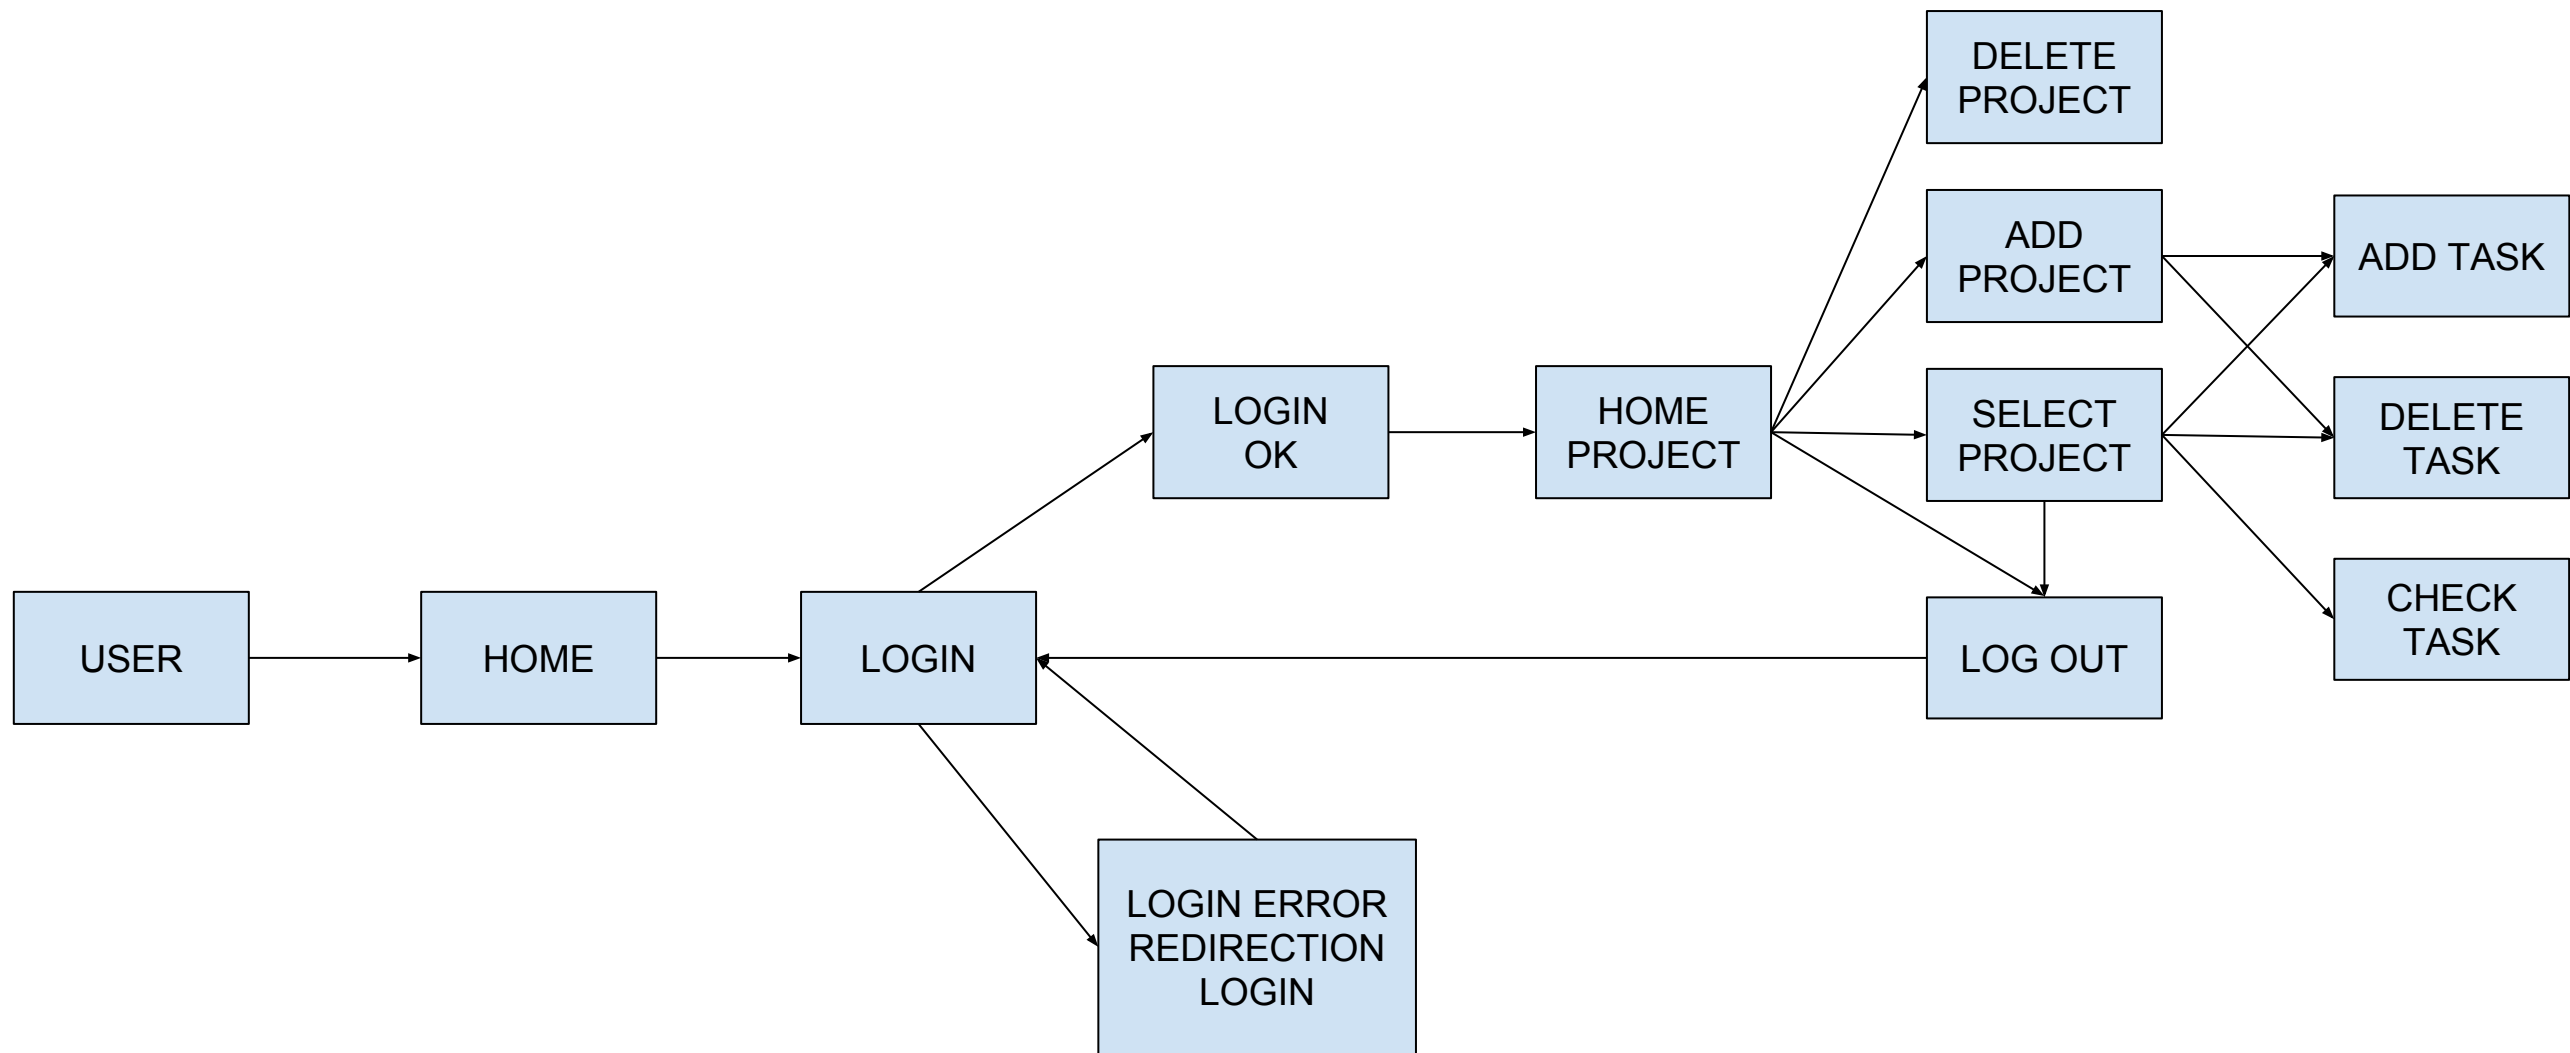 DELETE
PROJECT
ADD
PROJECT
ADD TASK
LOGIN
OK
HOME
PROJECT
SELECT
PROJECT
DELETE
TASK
USER
HOME
LOGIN
LOG OUT
CHECK
TASK
LOGIN ERROR
REDIRECTION
LOGIN